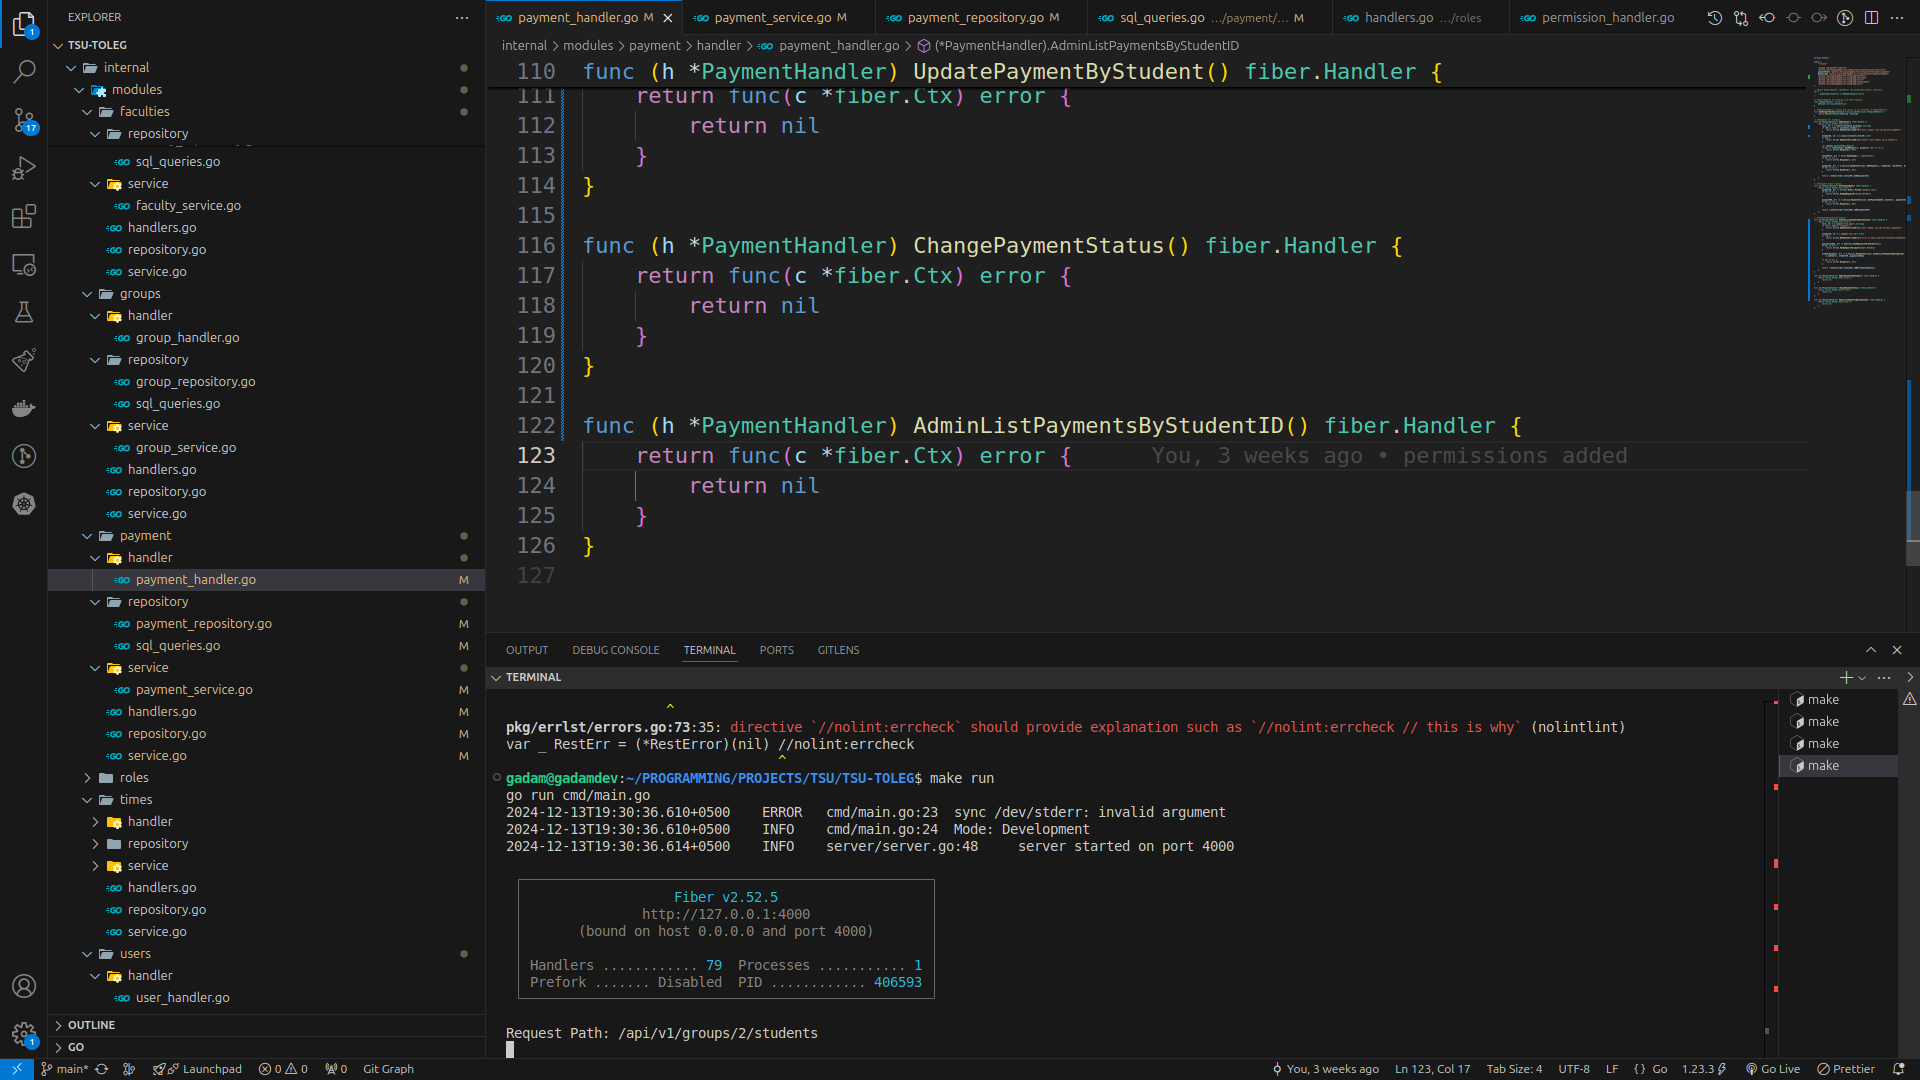 EXPLORER
TSU-TOLEG
internal
modules
faculties
repository
sql_queries.go
service
faculty_service.go
handlers.go
repository.go
service.go
groups
handler
group_handler.go
repository
group_repository.go
sql_queries.go
service
group_service.go
handlers.go
repository.go
service.go
payment
handler
payment_handler.go M
repository
payment_repository.go M
sql_queries.go M
service
payment_service.go M
handlers.go M
repository.go M
service.go M
roles
times
handler
repository
service
handlers.go
repository.go
service.go
users
handler
user_handler.go
OUTLINE
GO
1
17
1
payment_handler.go M
payment_service.go M
payment_repository.go M
sql_queries.go .../payment/... M
handlers.go .../roles
permission_handler.go
internal > modules > payment > handler > payment_handler.go > (*PaymentHandler).AdminListPaymentsByStudentID
110 func (h *PaymentHandler) UpdatePaymentByStudent() fiber.Handler {
111 return func(c *fiber.Ctx) error {
112 return nil
113 }
114 }
115
116 func (h *PaymentHandler) ChangePaymentStatus() fiber.Handler {
117 return func(c *fiber.Ctx) error {
118 return nil
119 }
120 }
121
122 func (h *PaymentHandler) AdminListPaymentsByStudentID() fiber.Handler {
123 return func(c *fiber.Ctx) error { You, 3 weeks ago • permissions added
124 return nil
125 }
126 }
127
OUTPUT DEBUG CONSOLE TERMINAL PORTS GITLENS
TERMINAL
^
pkg/errlst/errors.go:73:35: directive `//nolint:errcheck` should provide explanation such as `//nolint:errcheck // this is why` (nolintlint)
var _ RestErr = (*RestError)(nil) //nolint:errcheck
^
gadam@gadamdev:~/PROGRAMMING/PROJECTS/TSU/TSU-TOLEG$ make run
go run cmd/main.go
2024-12-13T19:30:36.610+0500 ERROR cmd/main.go:23 sync /dev/stderr: invalid argument
2024-12-13T19:30:36.610+0500 INFO cmd/main.go:24 Mode: Development
2024-12-13T19:30:36.614+0500 INFO server/server.go:48 server started on port 4000
Fiber v2.52.5
http://127.0.0.1:4000
(bound on host 0.0.0.0 and port 4000)
Handlers ............ 79 Processes ........... 1
Prefork ....... Disabled PID ............ 406593
Request Path: /api/v1/groups/2/students
make
make
make
make
main* Launchpad 0 0 0 Git Graph
You, 3 weeks ago Ln 123, Col 17 Tab Size: 4 UTF-8 LF {} Go 1.23.3 Go Live Prettier